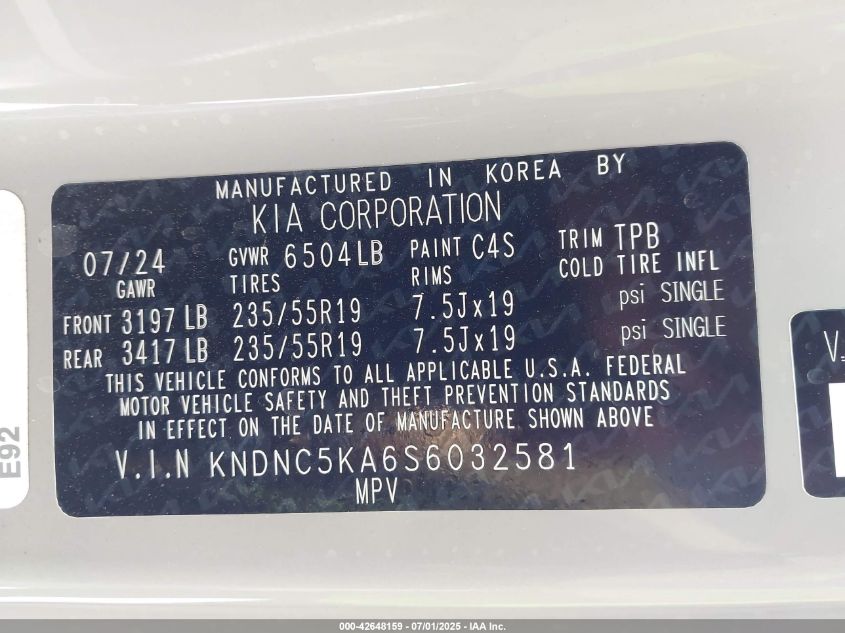 MANUFACTURED IN KOREA BY
KIA CORPORATION
07/24 GVWR 6504LB PAINT C4S TRIM TPB
GAWR TIRES RIMS COLD TIRE INFL
FRONT 3197 LB 235/55R19 7.5Jx19 psi SINGLE
REAR 3417 LB 235/55R19 7.5Jx19 psi SINGLE
THIS VEHICLE CONFORMS TO ALL APPLICABLE U.S.A. FEDERAL
MOTOR VEHICLE SAFETY AND THEFT PREVENTION STANDARDS
IN EFFECT ON THE DATE OF MANUFACTURE SHOWN ABOVE
V.I.N KNDNC5KA6S6032581
MPV
E92
V.
000-42648159 - 07/01/2025 - IAA Inc.